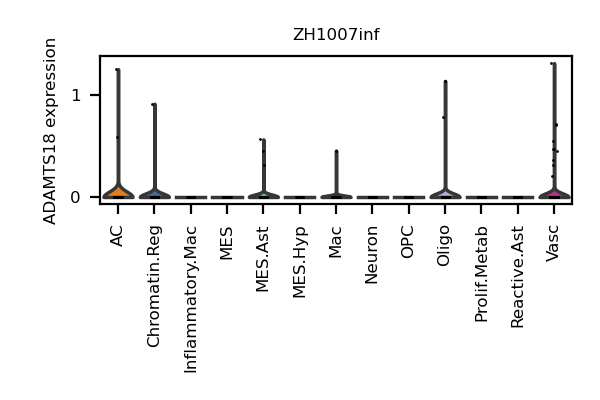 ZH1007inf
ADAMTS18 expression
1
0
AC
Chromatin.Reg
Inflammatory.Mac
MES
MES.Ast
MES.Hyp
Mac
Neuron
OPC
Oligo
Prolif.Metab
Reactive.Ast
Vasc